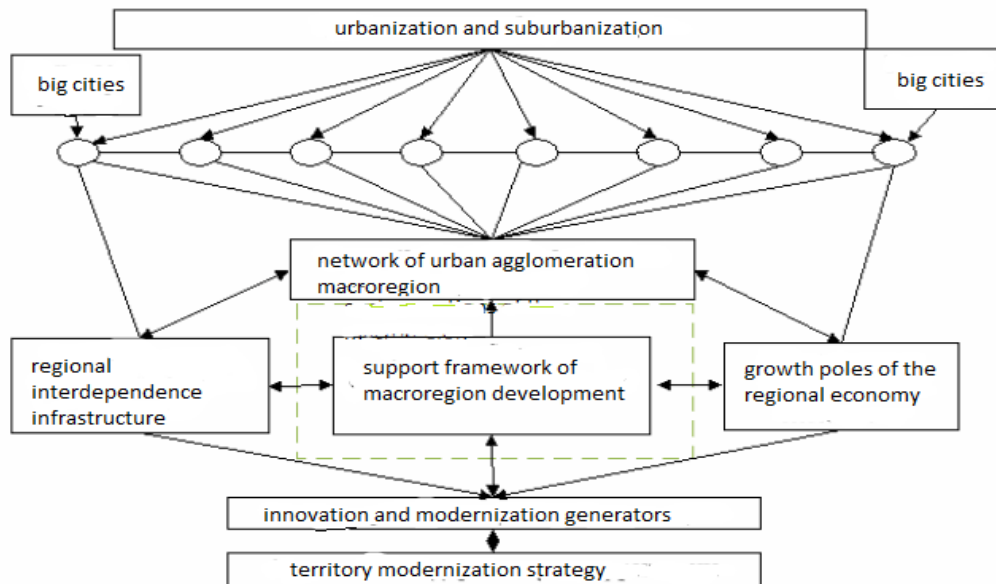 urbanization and suburbanization
big cities
big cities
network of urban agglomeration
macroregion
regional
interdependence
infrastructure
support framework of
macroregion development
growth poles of the
regional economy
innovation and modernization generators
territory modernization strategy